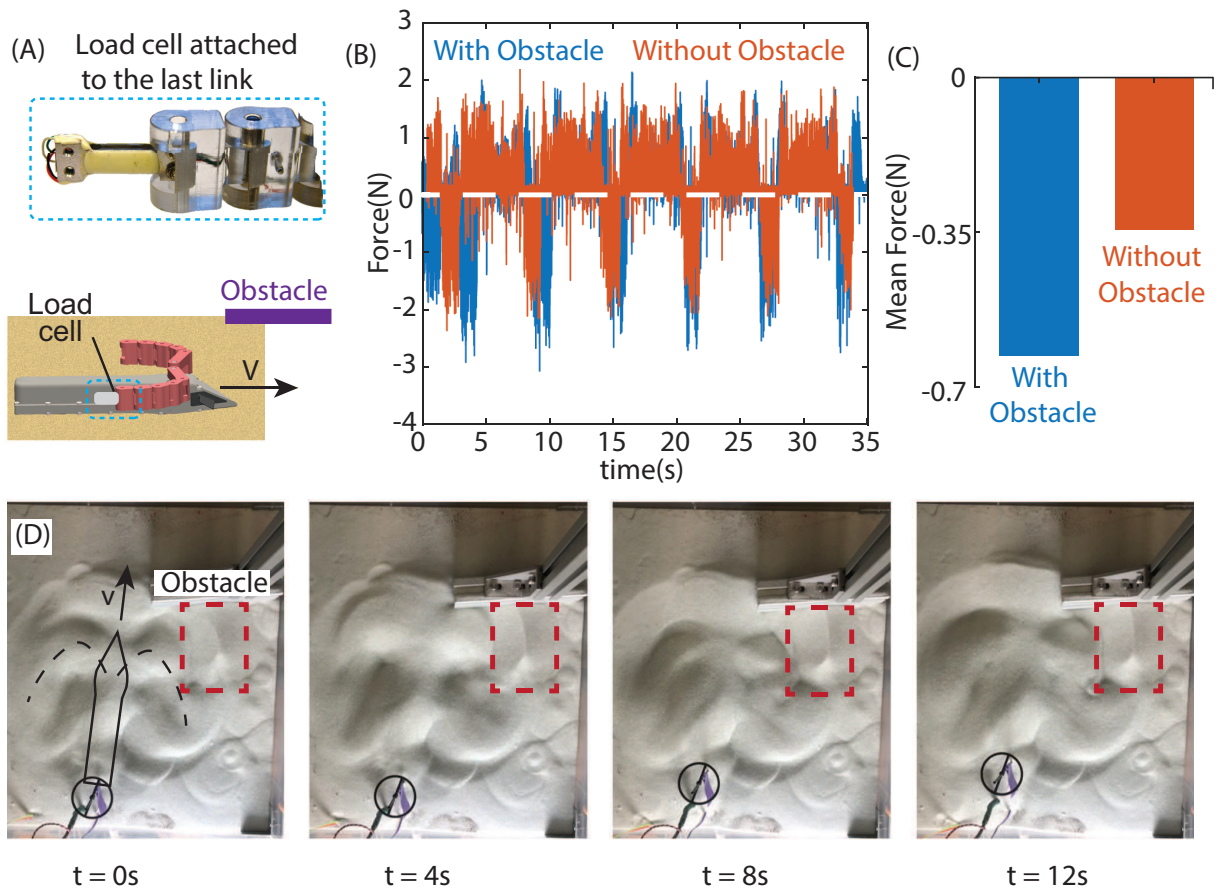 (A)
Load cell attached
to the last link
Obstacle
Load
cell
V
(B)
With Obstacle
Without Obstacle
Force(N)
3
2
1
0
-1
-2
-3
-4
0
5
10
15
20
25
30
35
time(s)
(C)
Mean Force(N)
0
-0.35
-0.7
With
Obstacle
Without
Obstacle
(D)
v
Obstacle
t = 0s
t = 4s
t = 8s
t = 12s